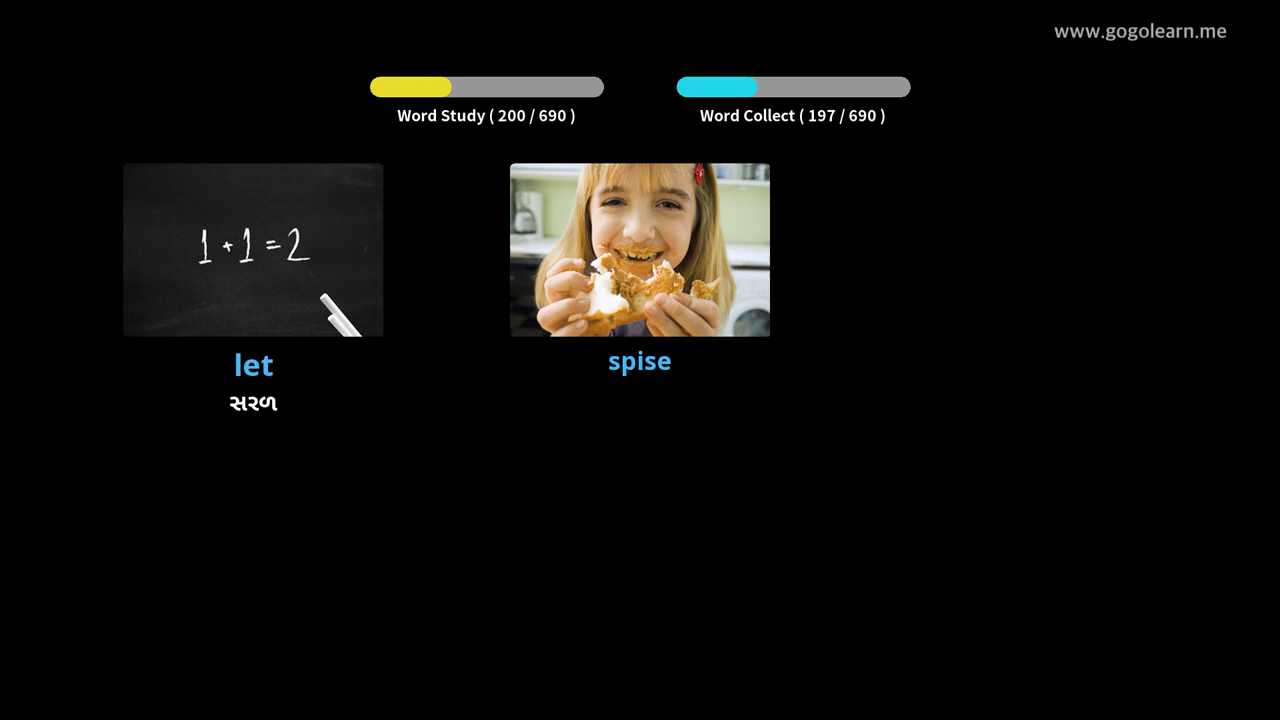 www.gogolearn.me
Word Study ( 200 / 690 )
Word Collect ( 197 / 690 )
1 + 1 = 2
let
સરળ
spise